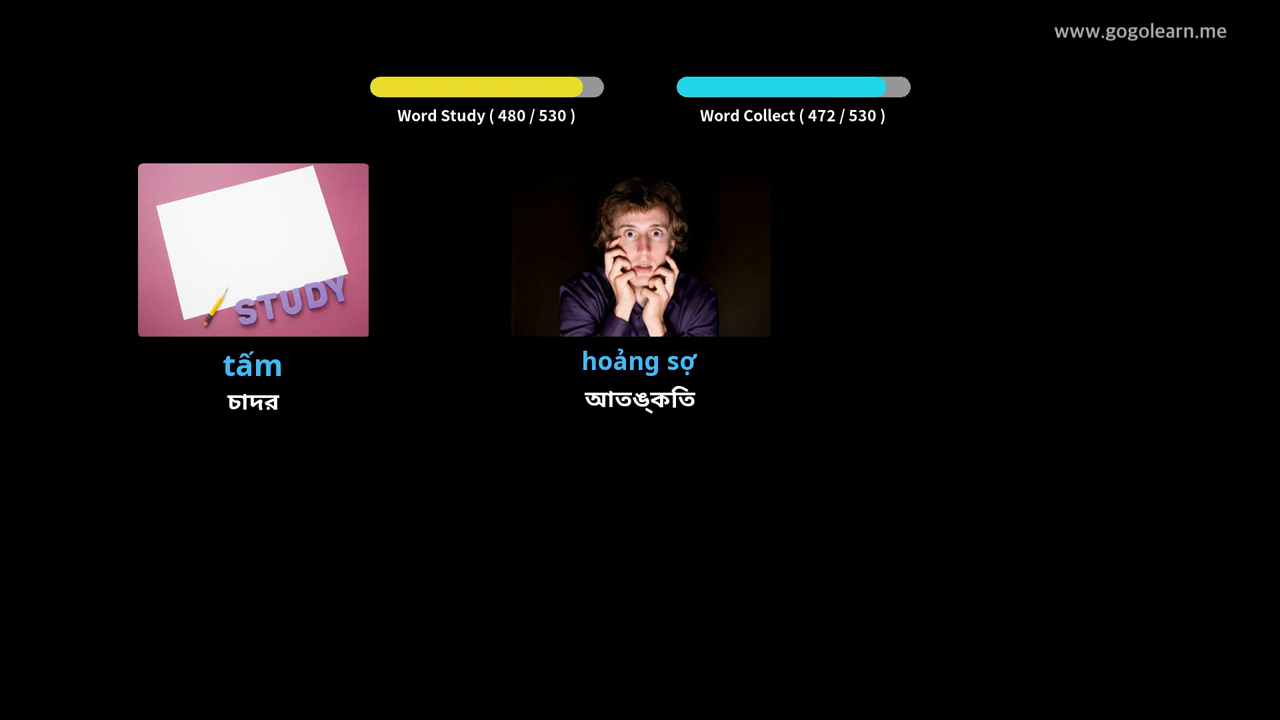 www.gogolearn.me
Word Study ( 480 / 530 )
Word Collect ( 472 / 530 )
STUDY
tấm
চাদর
hoảng sợ
আতঙ্কতি